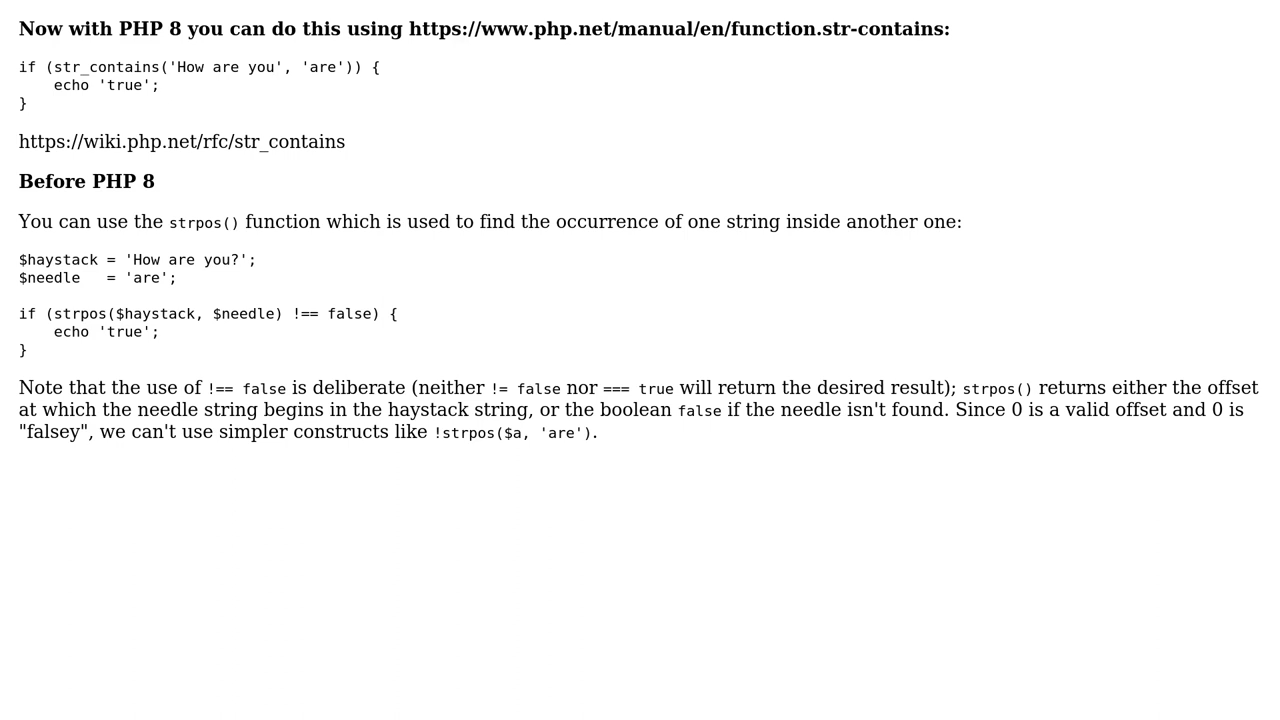 Now with PHP 8 you can do this using https://www.php.net/manual/en/function.str-contains:
if (str_contains('How are you', 'are')) {
    echo 'true';
}
https://wiki.php.net/rfc/str_contains
Before PHP 8
You can use the strpos() function which is used to find the occurrence of one string inside another one:
$haystack = 'How are you?';
$needle   = 'are';

if (strpos($haystack, $needle) !== false) {
    echo 'true';
}
Note that the use of !== false is deliberate (neither != false nor === true will return the desired result); strpos() returns either the offset
at which the needle string begins in the haystack string, or the boolean false if the needle isn't found. Since 0 is a valid offset and 0 is
"falsey", we can't use simpler constructs like !strpos($a, 'are').